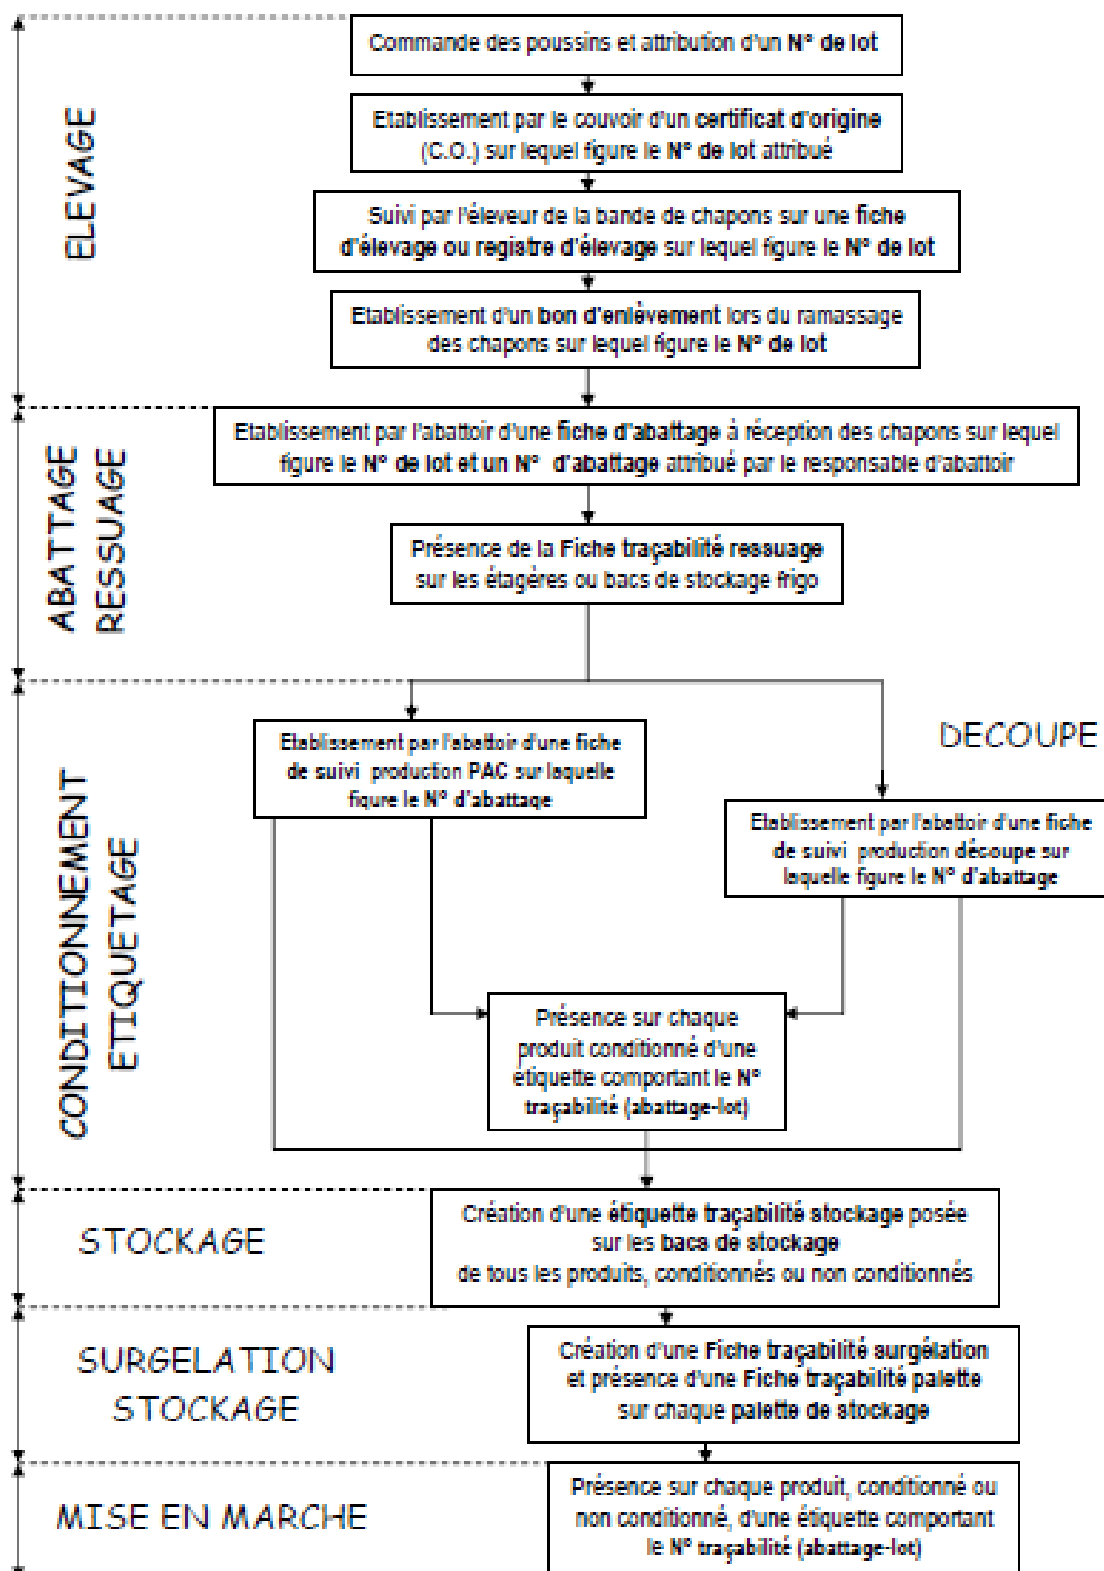 Commande des poussins et attribution d'un N° de lot
Etablissement par le couvoir d'un certificat d'origine
(C.O.) sur lequel figure le N° de lot attribué
ELEVAGE
Suivi par l'éleveur de la bande de chapons sur une fiche
d'élevage ou registre d'élevage sur lequel figure le N° de lot
Etablissement d'un bon d'enlèvement lors du ramassage
des chapons sur lequel figure le N° de lot
Etablissement par l'abattoir d'une fiche d'abattage à réception des chapons sur lequel
figure le N° de lot et un N° d'abattage attribué par le responsable d'abattoir
ABATTAGE
RESSUAGE
Présence de la Fiche traçabilité ressuage
sur les étagères ou bacs de stockage frigo
Etablissement par l'abattoir d'une fiche
de suivi production PAC sur laquelle
figure le N° d'abattage
DECOUPE
Etablissement par l'abattoir d'une fiche
de suivi production découpe sur
laquelle figure le N° d'abattage
CONDITIONNEMENT
ETIQUETAGE
Présence sur chaque
produit conditionné d'une
étiquette comportant le N°
traçabilité (abattage-lot)
STOCKAGE
Création d'une étiquette traçabilité stockage posée
sur les bacs de stockage
de tous les produits, conditionnés ou non conditionnés
SURGELATION
STOCKAGE
Création d'une Fiche traçabilité surgélation
et présence d'une Fiche traçabilité palette
sur chaque palette de stockage
MISE EN MARCHE
Présence sur chaque produit, conditionné ou
non conditionné, d'une étiquette comportant
le N° traçabilité (abattage-lot)